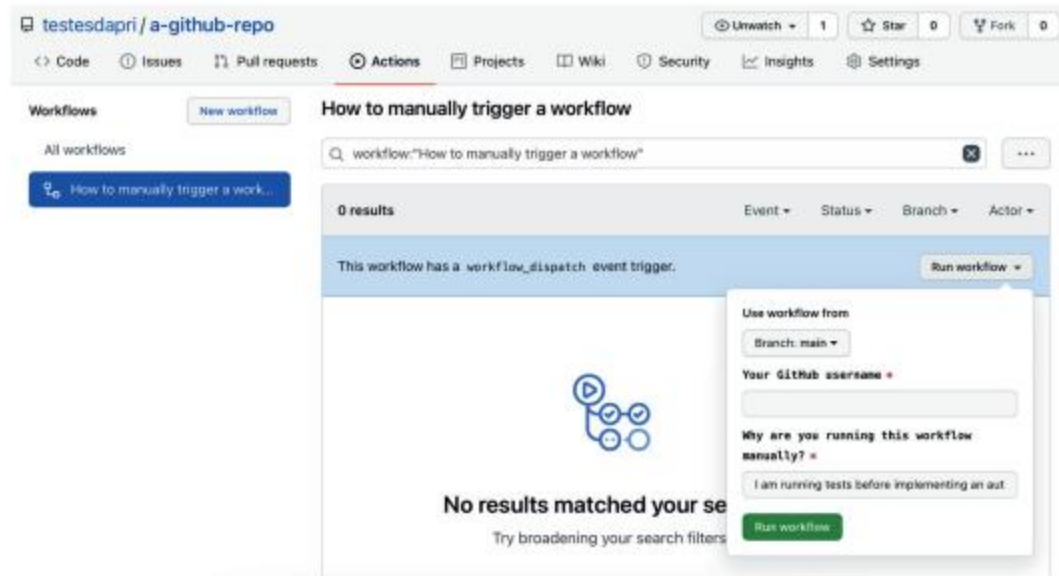 testesdapri / a-github-repo
Unwatch 1 Star 0 Fork 0
<> Code Issues Pull requests Actions Projects Wiki Security Insights Settings
Workflows
New workflow
All workflows
How to manually trigger a work...
How to manually trigger a workflow
workflow:"How to manually trigger a workflow"
0 results
Event Status Branch Actor
This workflow has a workflow_dispatch event trigger.
Run workflow
Use workflow from
Branch: main
Your GitHub username *
Why are you running this workflow
manually? *
I am running tests before implementing an aut
Run workflow
No results matched your se
Try broadening your search filters